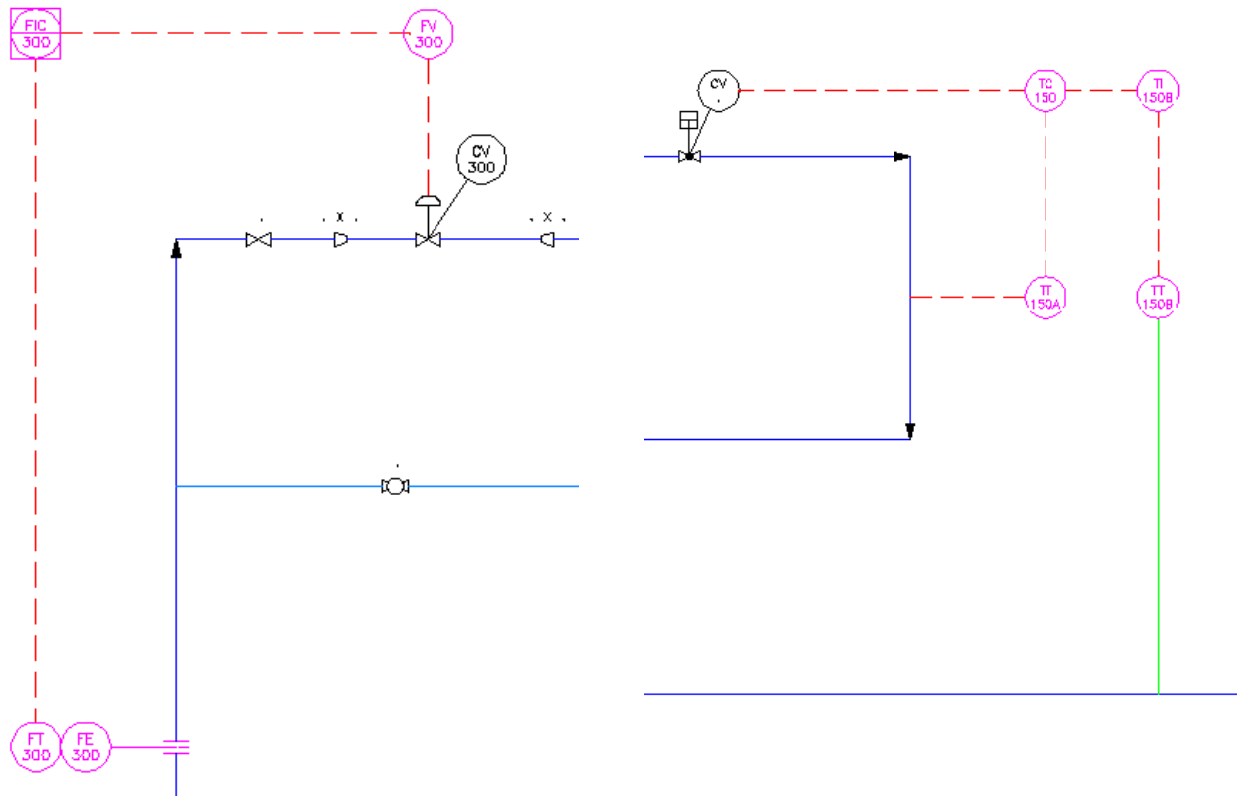 FIC
300
FV
300
CV
300
. X .
. X .
FT
300
FE
300
CV
TC
150
TI
150B
TT
150A
TT
150B